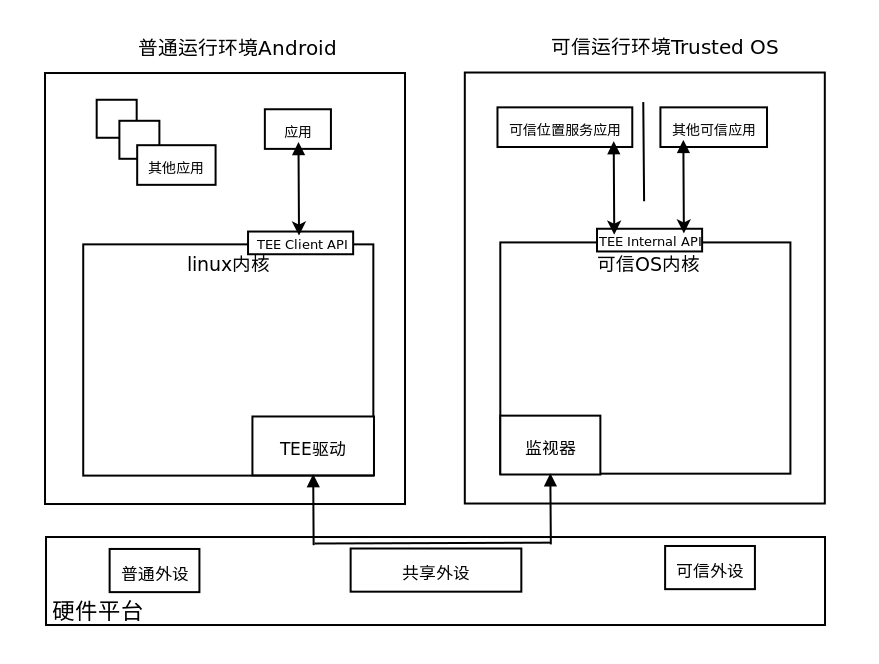 普通运行环境Android
可信运行环境Trusted OS
其他应用
应用
可信位置服务应用
其他可信应用
TEE Client API
linux内核
TEE Internal API
可信OS内核
TEE驱动
监视器
普通外设
共享外设
可信外设
硬件平台